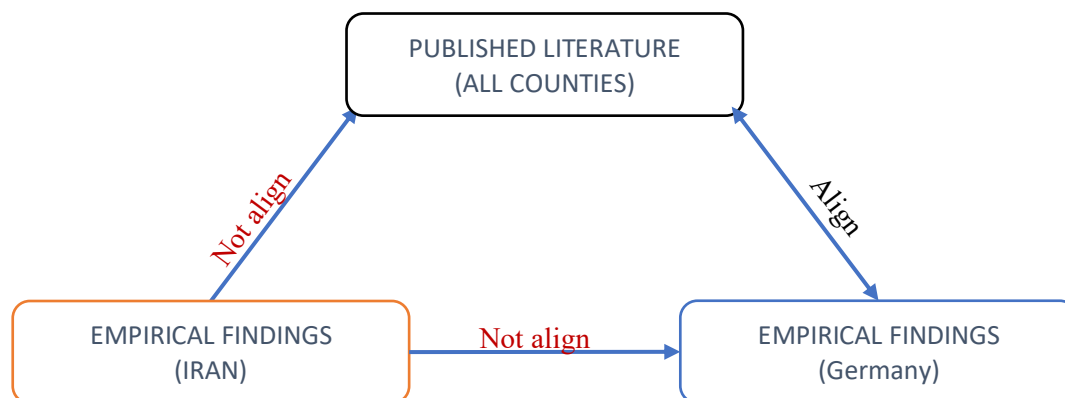 PUBLISHED LITERATURE
(ALL COUNTIES)
Not align
Align
EMPIRICAL FINDINGS
(IRAN)
Not align
EMPIRICAL FINDINGS
(Germany)